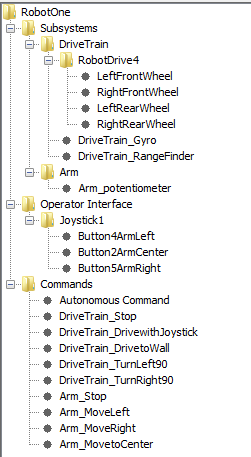 RobotOne
Subsystems
DriveTrain
RobotDrive4
LeftFrontWheel
RightFrontWheel
LeftRearWheel
RightRearWheel
DriveTrain_Gyro
DriveTrain_RangeFinder
Arm
Arm_potentiometer
Operator Interface
Joystick1
Button4ArmLeft
Button2ArmCenter
Button5ArmRight
Commands
Autonomous Command
DriveTrain_Stop
DriveTrain_DrivewithJoystick
DriveTrain_DrivetoWall
DriveTrain_TurnLeft90
DriveTrain_TurnRight90
Arm_Stop
Arm_MoveLeft
Arm_MoveRight
Arm_MovetoCenter